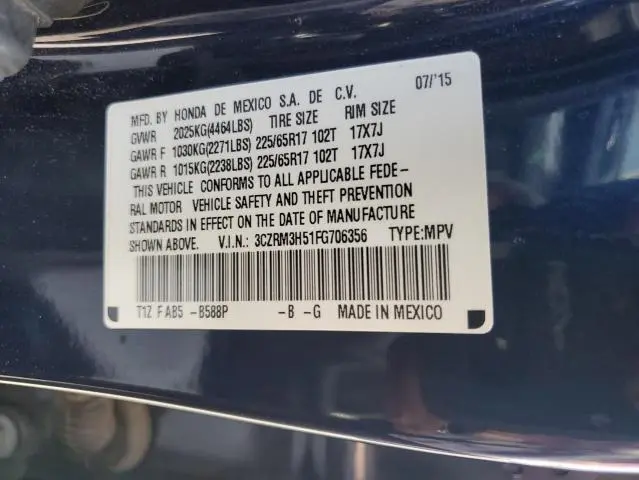 MFD. BY HONDA DE MEXICO S.A. DE C.V. 07/'15
GVWR 2025KG(4464LBS) TIRE SIZE RIM SIZE
GAWR F 1030KG(2271LBS) 225/65R17 102T 17X7J
GAWR R 1015KG(2238LBS) 225/65R17 102T 17X7J
THIS VEHICLE CONFORMS TO ALL APPLICABLE FEDE-
RAL MOTOR VEHICLE SAFETY AND THEFT PREVENTION
STANDARDS IN EFFECT ON THE DATE OF MANUFACTURE
SHOWN ABOVE. V.I.N.: 3CZRM3H51FG706356 TYPE:MPV
T1Z F AB5 -B588P -B -G MADE IN MEXICO